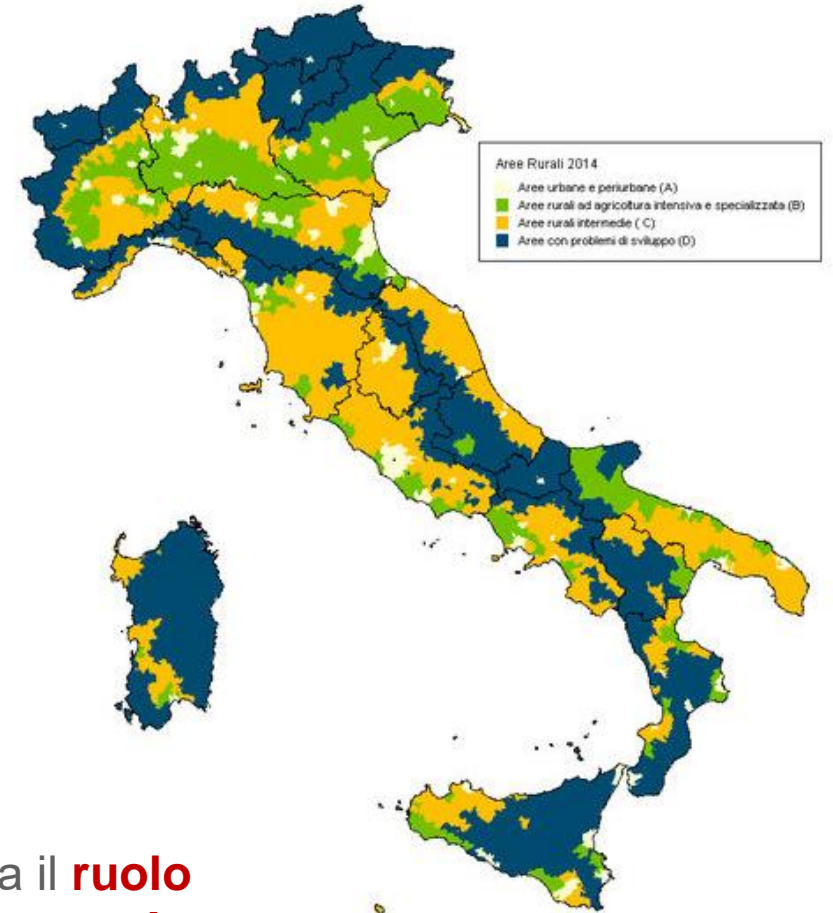 Aree Rurali 2014
Aree urbane e periurbane (A)
Aree rurali ad agricoltura intensiva e specializzata (B)
Aree rurali intermedie ( C)
Aree con problemi di sviluppo (D)
a il ruolo